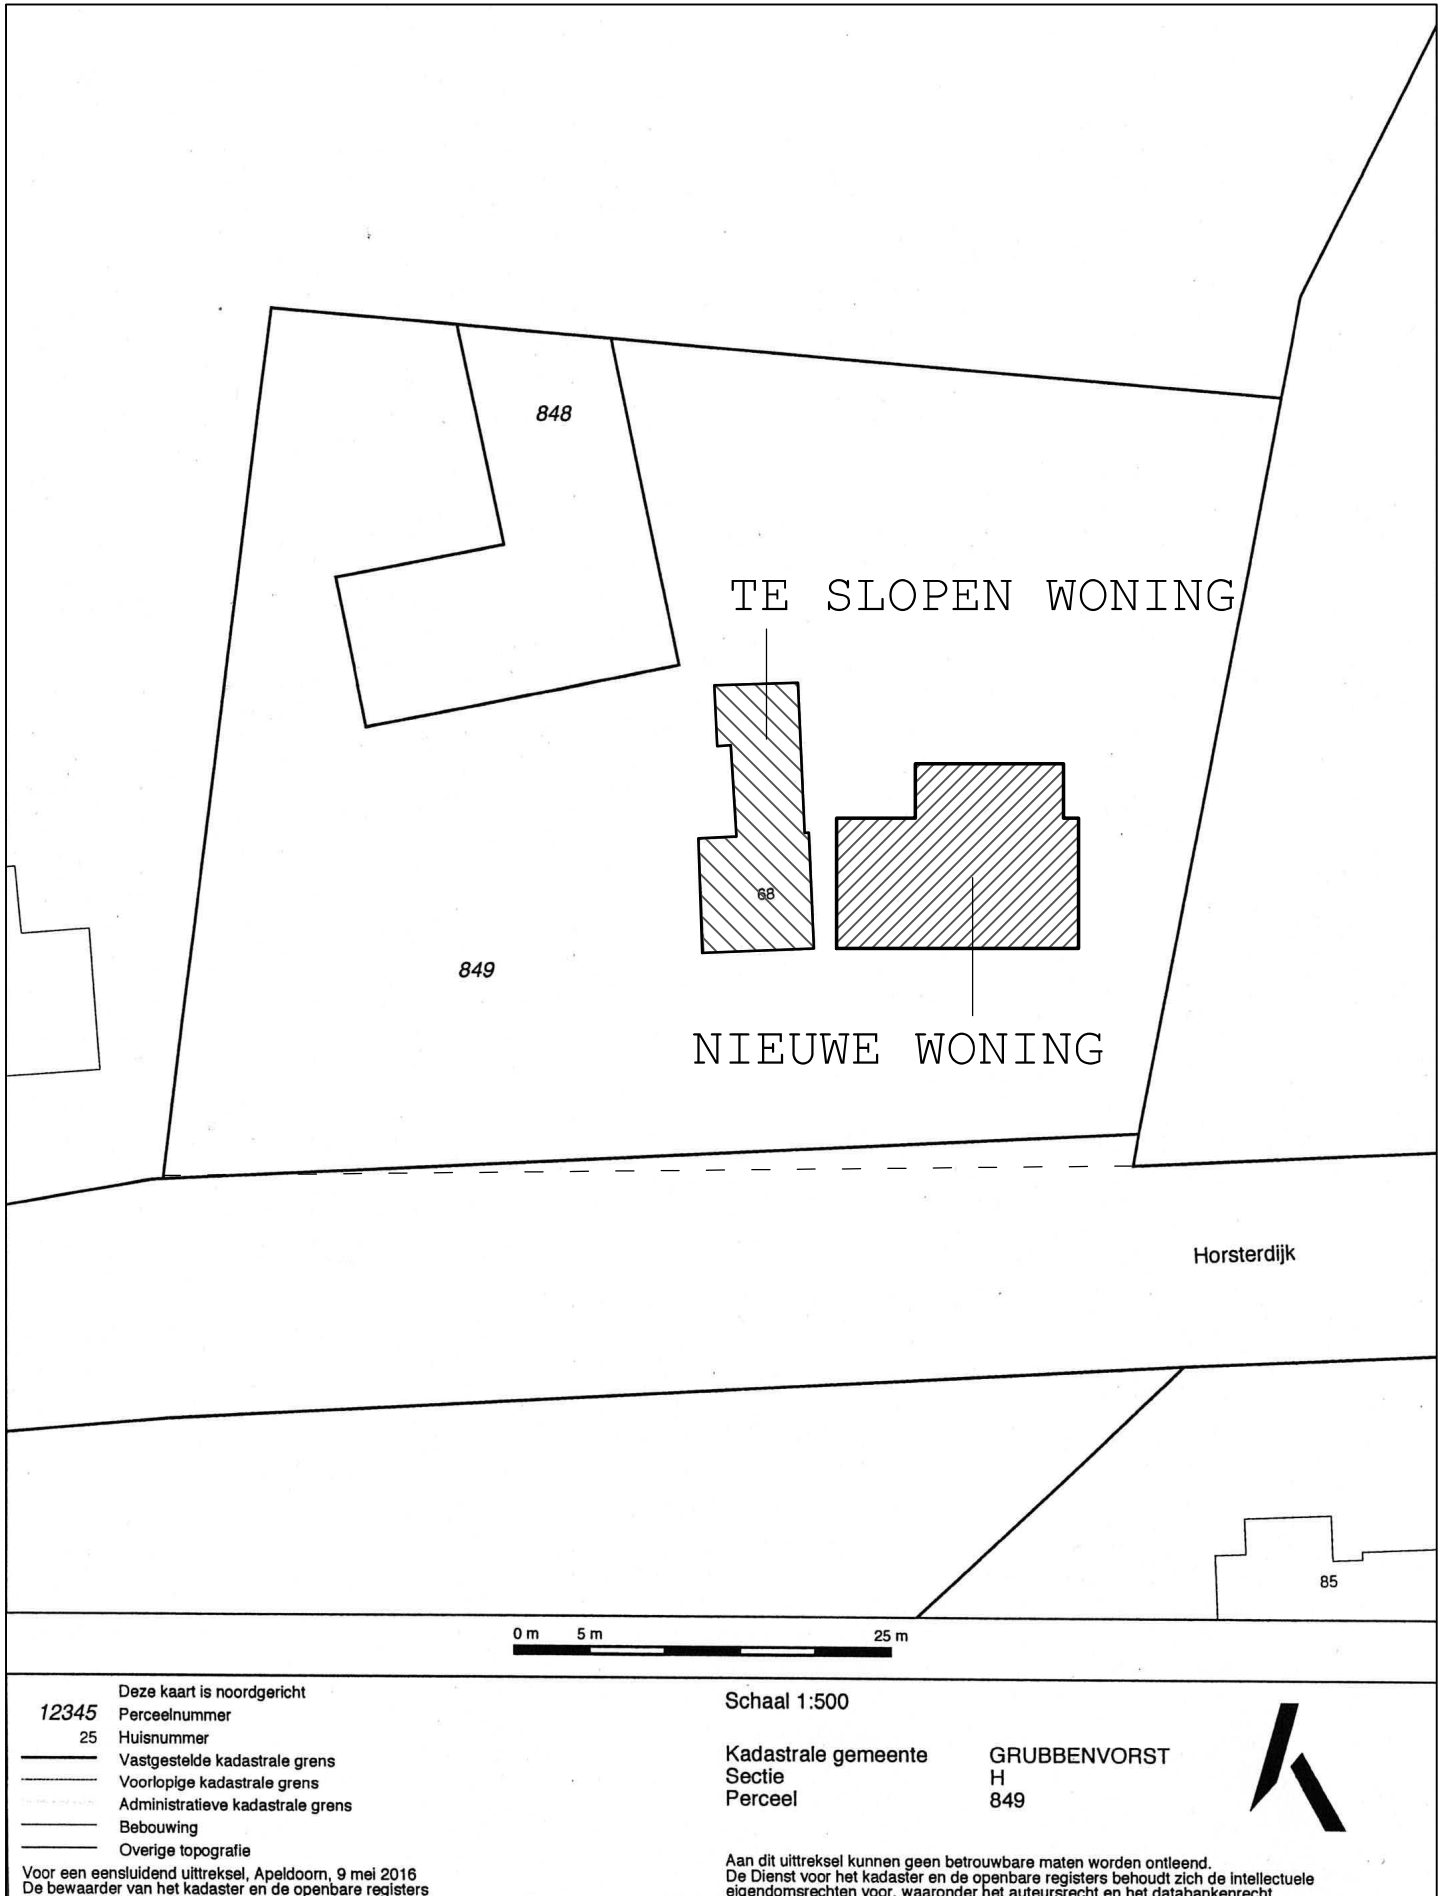 848
TE SLOPEN WONING
68
849
NIEUWE WONING
Horsterdijk
85
0 m 5 m 25 m
Deze kaart is noordgericht
12345 Perceelnummer
25 Huisnummer
Vastgestelde kadastrale grens
Voorlopige kadastrale grens
Administratieve kadastrale grens
Bebouwing
Overige topografie
Voor een eensluidend uittreksel, Apeldoorn, 9 mei 2016
De bewaarder van het kadaster en de openbare registers
Schaal 1:500
Kadastrale gemeente GRUBBENVORST
Sectie H
Perceel 849
Aan dit uittreksel kunnen geen betrouwbare maten worden ontleend.
De Dienst voor het kadaster en de openbare registers behoudt zich de intellectuele
eigendomsrechten voor, waaronder het auteursrecht en het databankenrecht